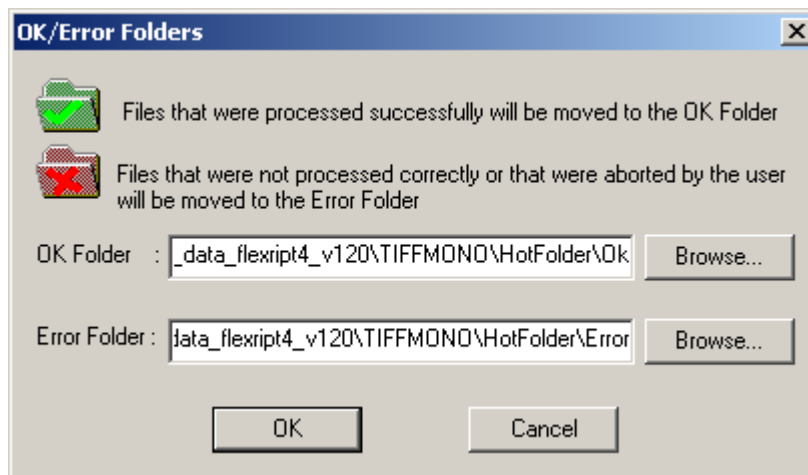 OK/Error Folders
Files that were processed successfully will be moved to the OK Folder
Files that were not processed correctly or that were aborted by the user
will be moved to the Error Folder
OK Folder : _data_flexript4_v120\TIFFMONO\HotFolder\Ok Browse...
Error Folder : data_flexript4_v120\TIFFMONO\HotFolder\Error Browse...
OK Cancel